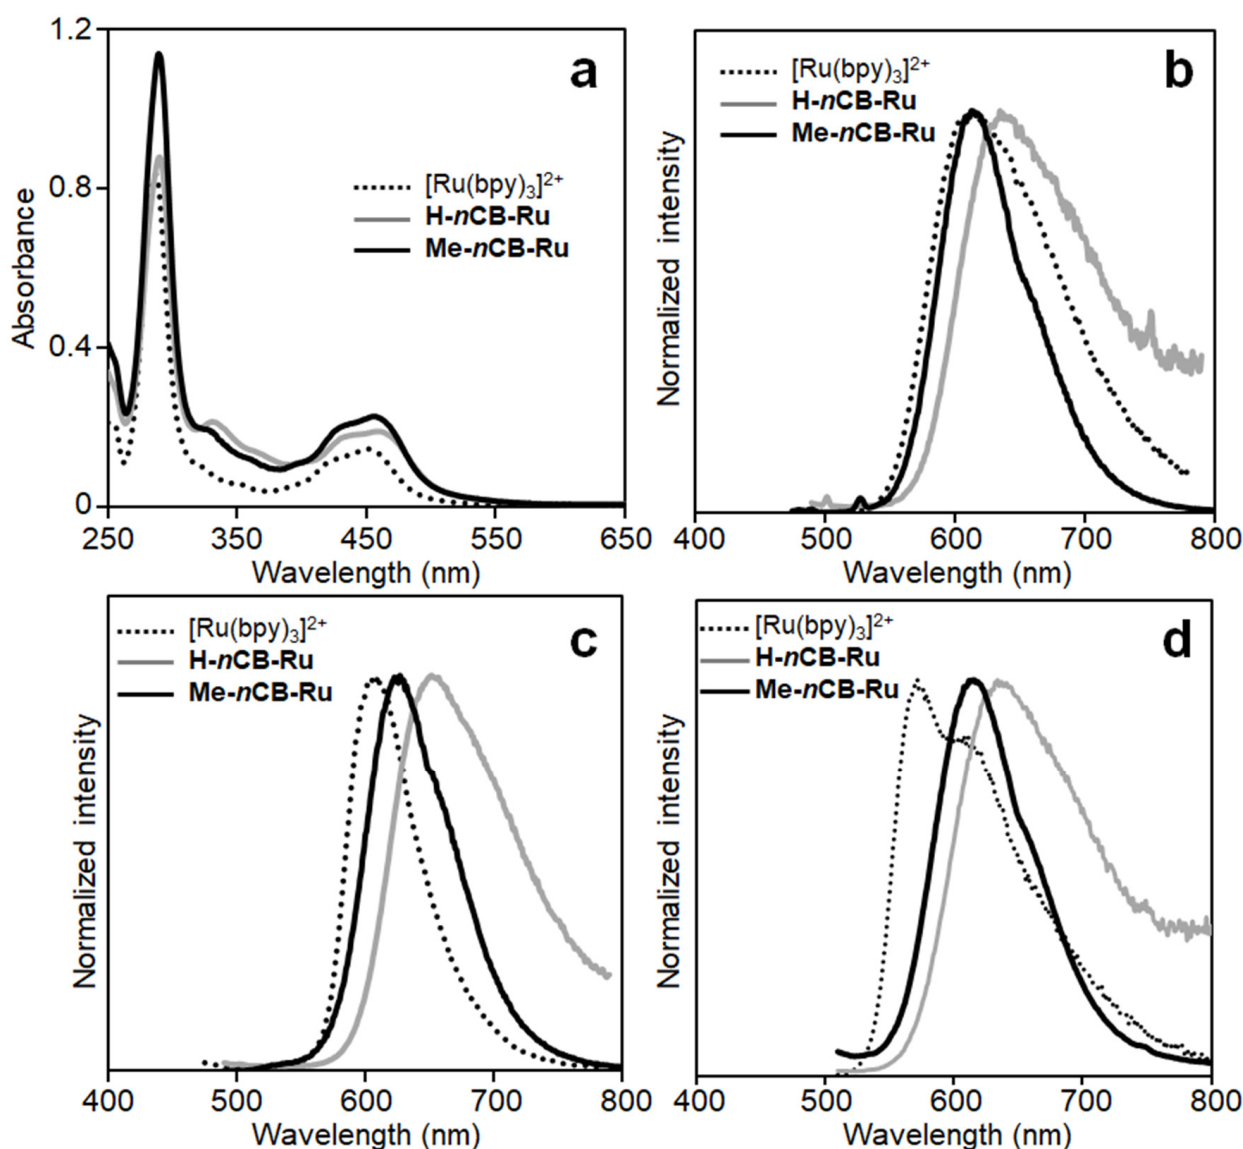 a
1.2
0.8
0.4
0
Absorbance
[Ru(bpy)₃]²⁺
H-nCB-Ru
Me-nCB-Ru
250 350 450 550 650
Wavelength (nm)
b
[Ru(bpy)₃]²⁺
H-nCB-Ru
Me-nCB-Ru
Normalized intensity
400 500 600 700 800
Wavelength (nm)
c
[Ru(bpy)₃]²⁺
H-nCB-Ru
Me-nCB-Ru
Normalized intensity
400 500 600 700 800
Wavelength (nm)
d
[Ru(bpy)₃]²⁺
H-nCB-Ru
Me-nCB-Ru
Normalized intensity
400 500 600 700 800
Wavelength (nm)